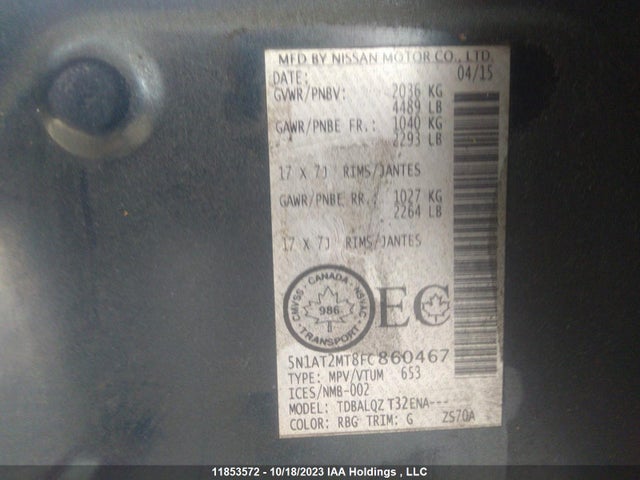 MFD BY NISSAN MOTOR CO., LTD.
DATE: 04/15
GVWR/PNBV: 2036 KG
4489 LB
GAWR/PNBE FR.: 1040 KG
2293 LB
17 X 7J RIMS/JANTES
GAWR/PNBE RR.: 1027 KG
2264 LB
17 X 7J RIMS/JANTES
CMVSS · CANADA · NSVAC
986
TRANSPORT
EC
5N1AT2MT8FC860467
TYPE: MPV/VTUM 653
ICES/NMB-002
MODEL: TDBALQZ T32ENA---
COLOR: RBG TRIM: G ZS70A
11853572 - 10/18/2023 IAA Holdings , LLC